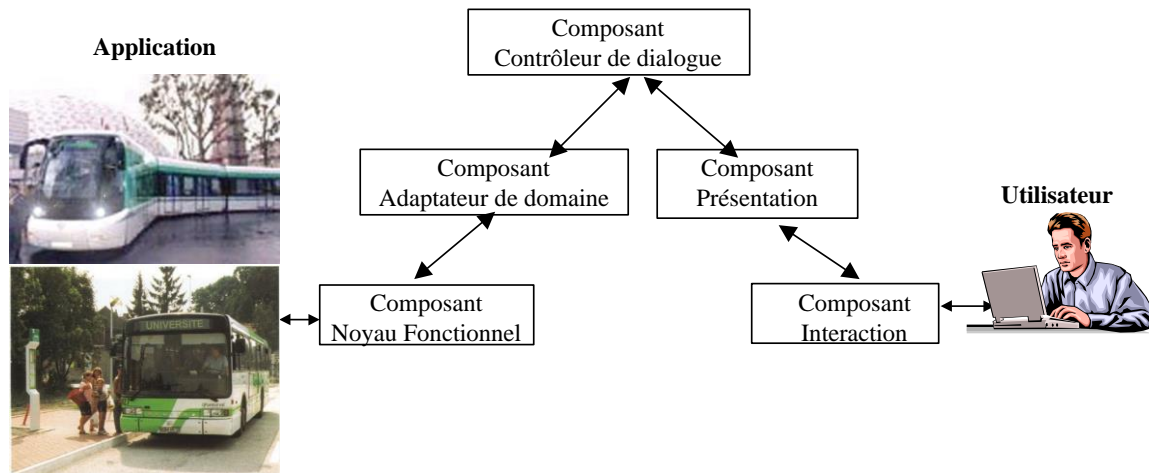 Composant
Contrôleur de dialogue
Application
Composant
Adaptateur de domaine
Composant
Présentation
Utilisateur
Composant
Noyau Fonctionnel
Composant
Interaction
UNIVERSITE